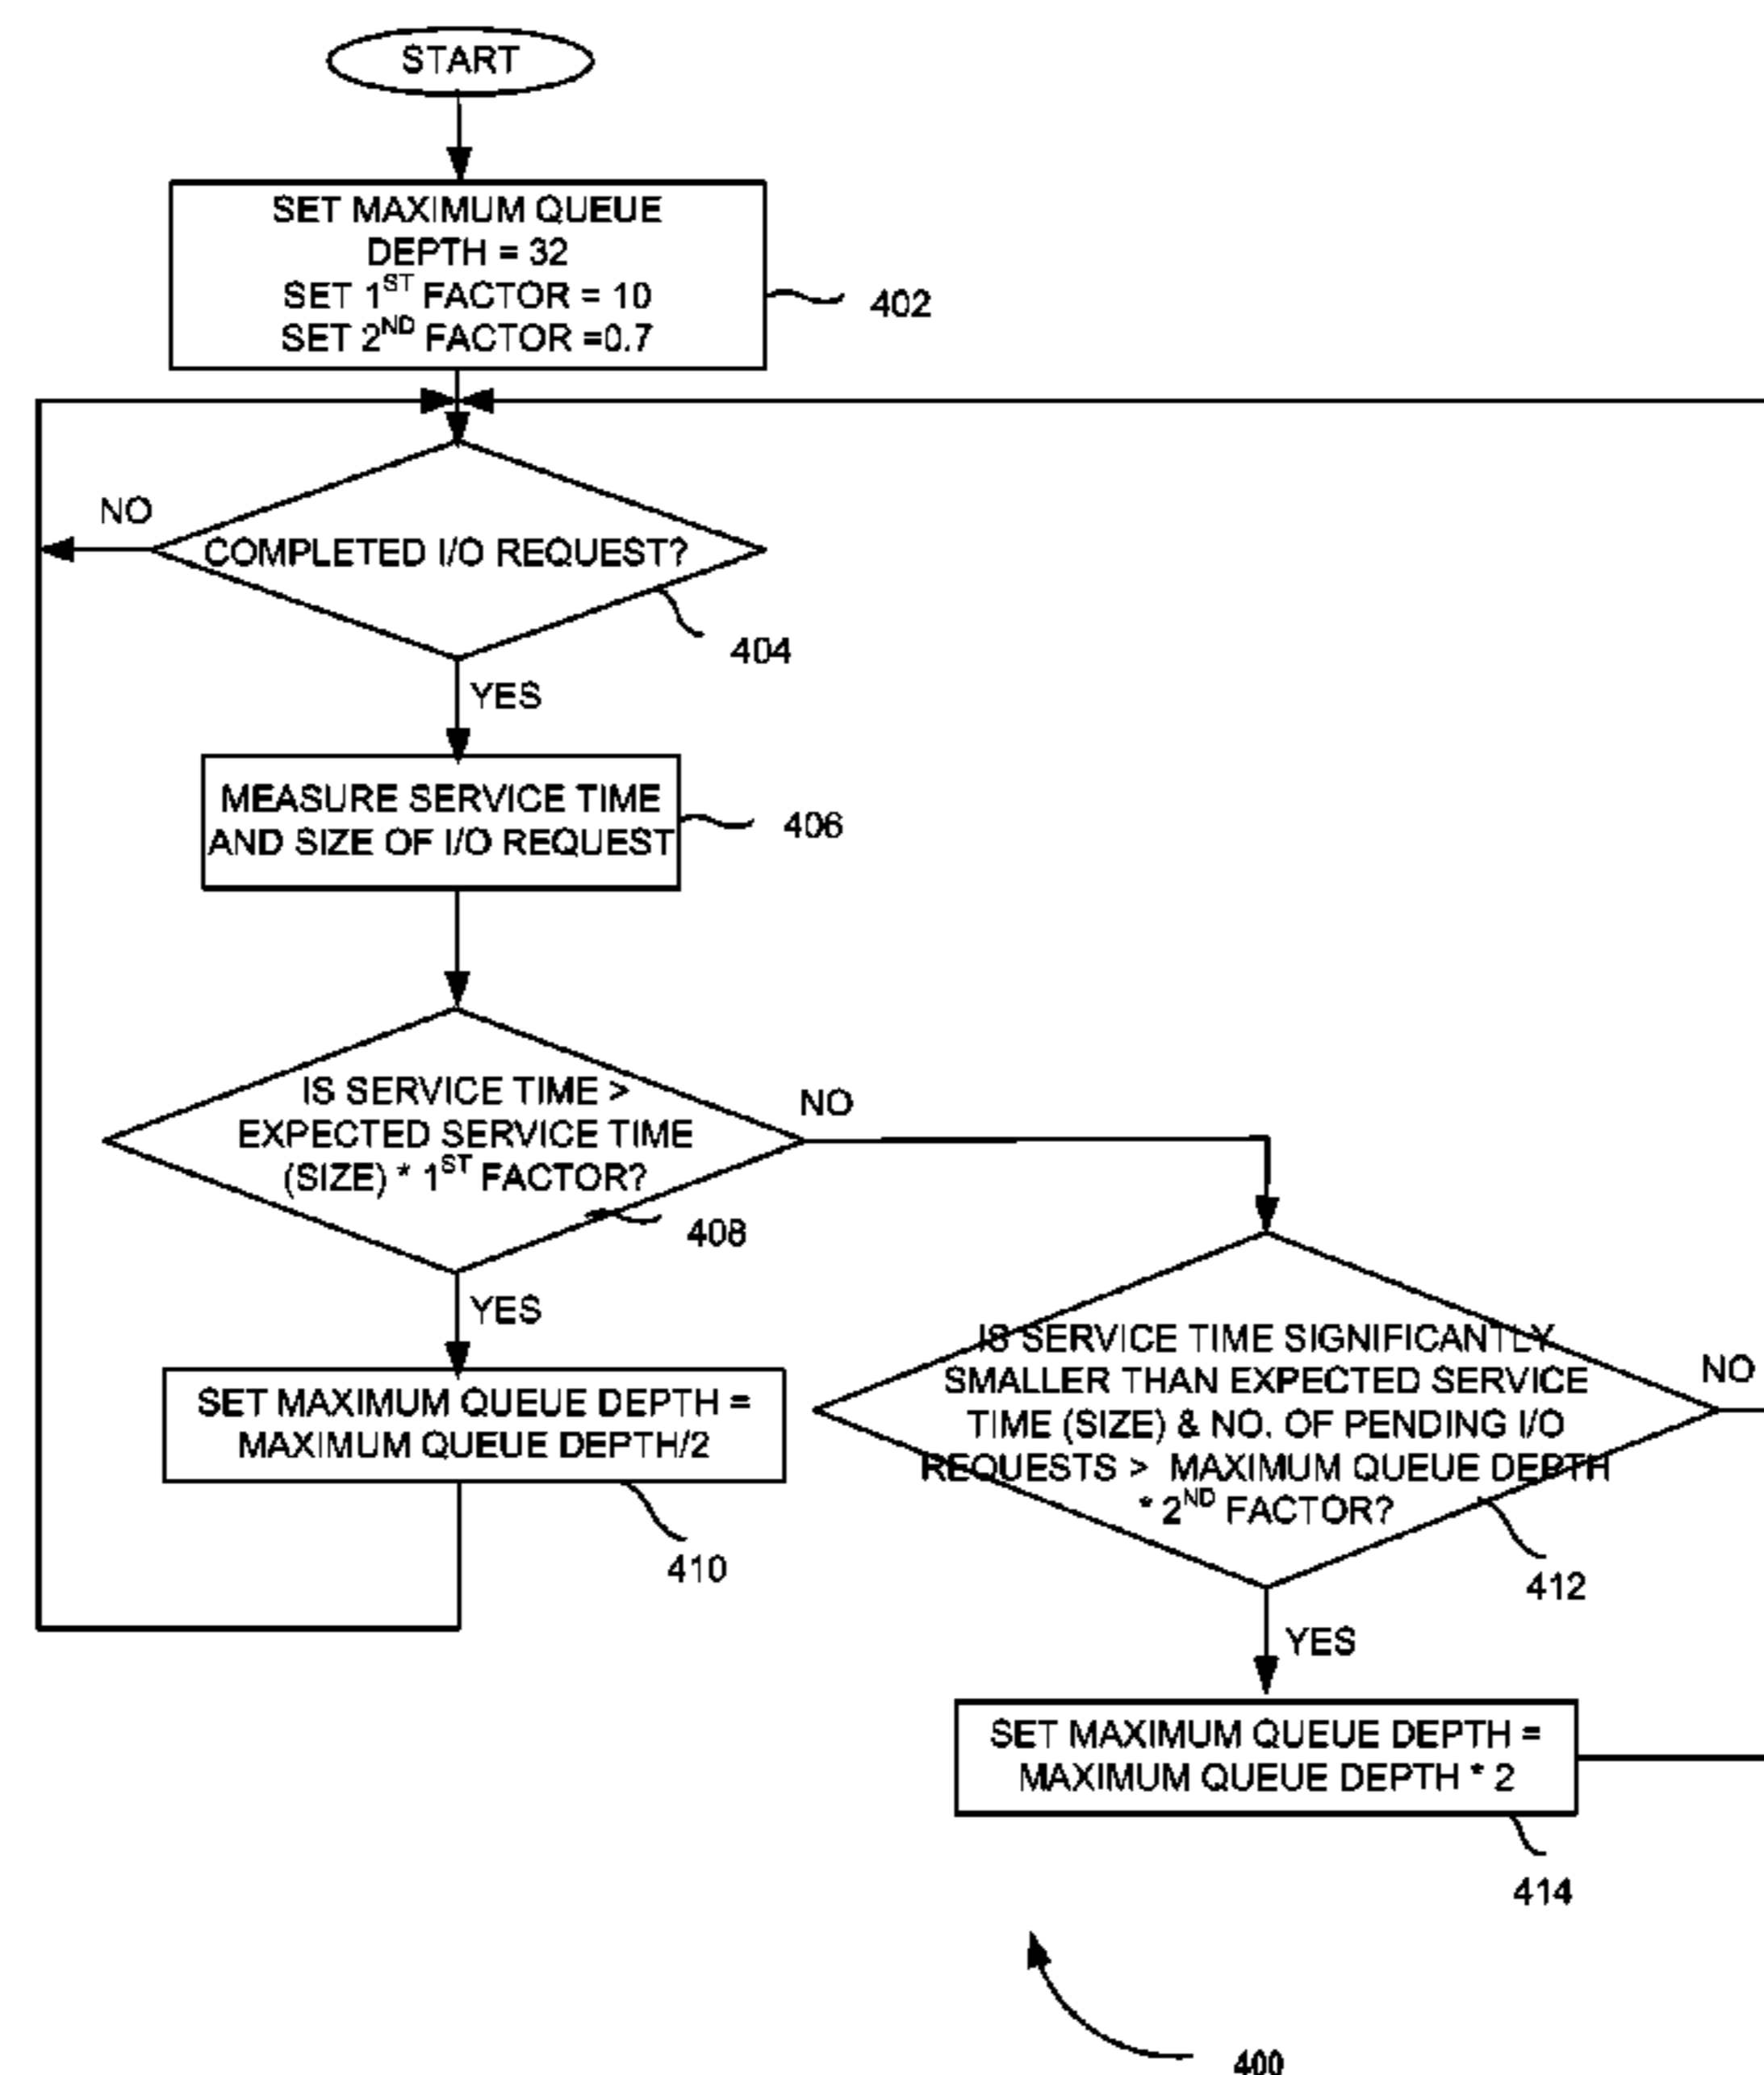 START
SET MAXIMUM QUEUE
DEPTH = 32
SET 1ST FACTOR = 10
SET 2ND FACTOR =0.7
402
NO
COMPLETED I/O REQUEST?
404
YES
MEASURE SERVICE TIME
AND SIZE OF I/O REQUEST
406
IS SERVICE TIME >
EXPECTED SERVICE TIME
(SIZE) * 1ST FACTOR?
NO
408
YES
SET MAXIMUM QUEUE DEPTH =
MAXIMUM QUEUE DEPTH/2
410
IS SERVICE TIME SIGNIFICANTLY
SMALLER THAN EXPECTED SERVICE
TIME (SIZE) & NO. OF PENDING I/O
REQUESTS > MAXIMUM QUEUE DEPTH
* 2ND FACTOR?
NO
412
YES
SET MAXIMUM QUEUE DEPTH =
MAXIMUM QUEUE DEPTH * 2
414
400